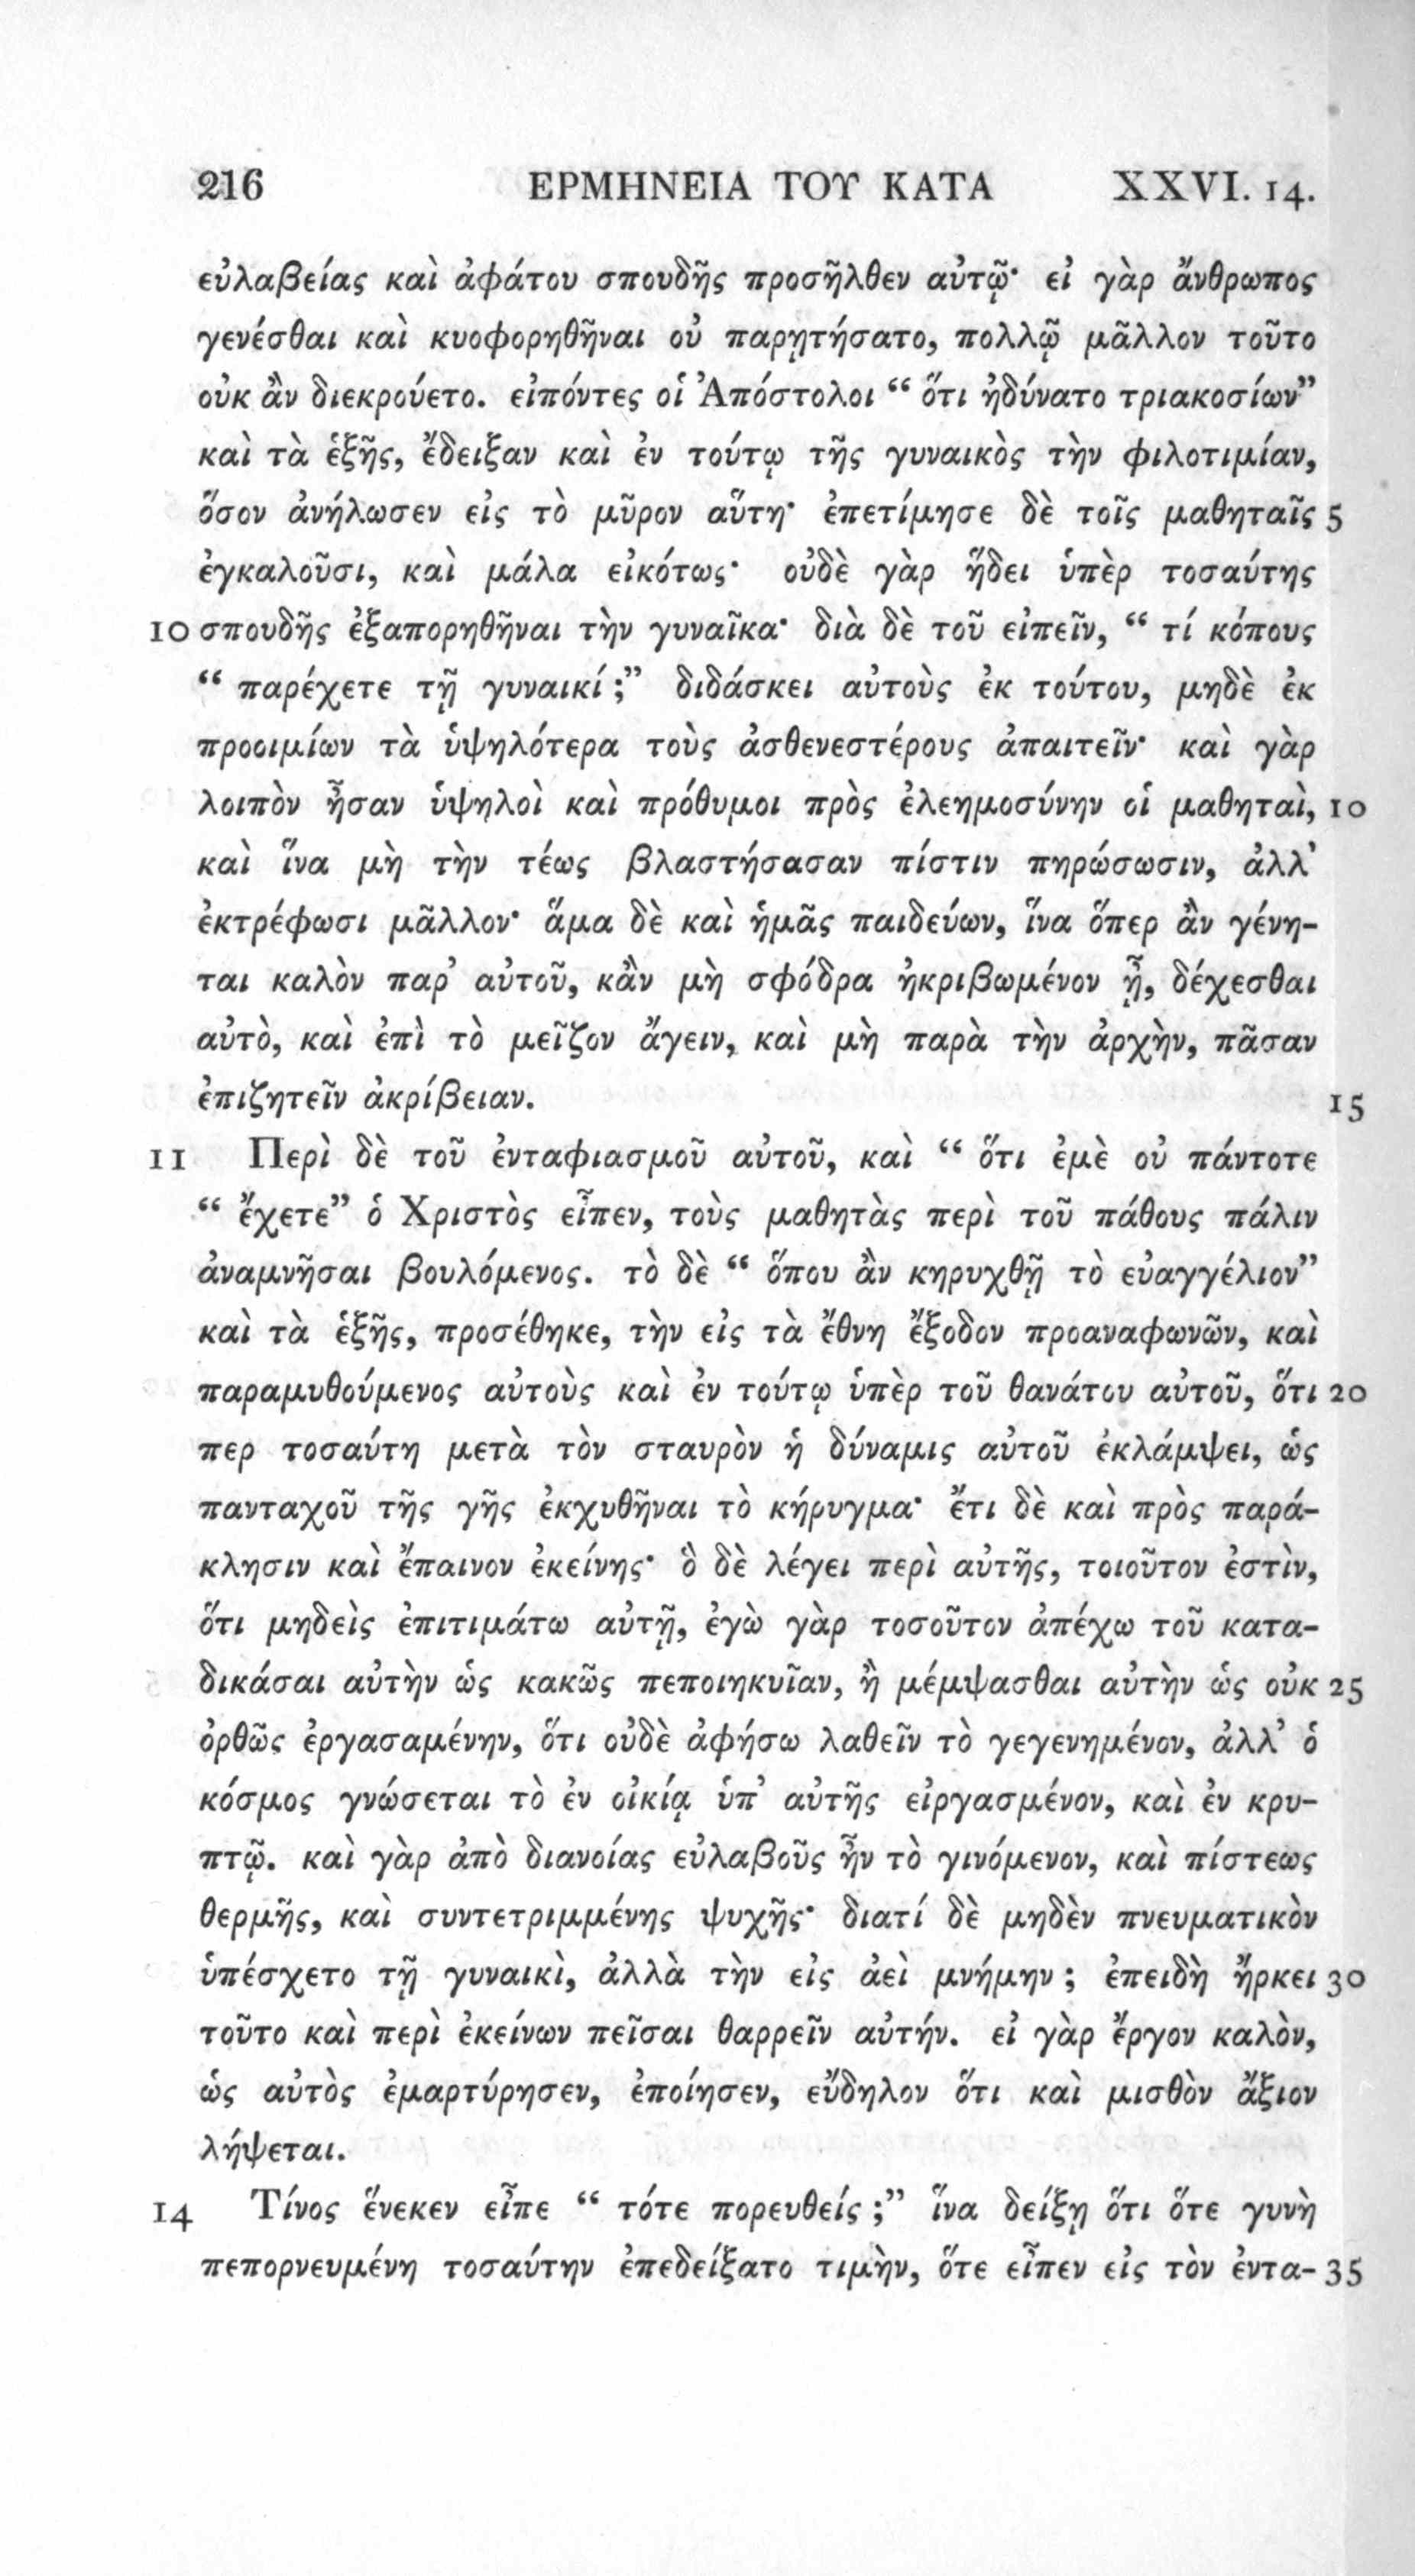 216 ΕΡΜΗΝΕΙΑ ΤΟΥ ΚΑΤΑ XXVI. 14.
εὐλαβείας καὶ ἀφάτου σπουδῆς προσῆλθεν αὐτῷ· εἰ γὰρ ἄνθρωπος
γενέσθαι καὶ κυοφορηθῆναι οὐ παρῃτήσατο, πολλῷ μᾶλλον τοῦτο
οὐκ ἂν διεκρούετο. εἰπόντες οἱ Ἀπόστολοι “ ὅτι ἠδύνατο τριακοσίων”
καὶ τὰ ἑξῆς, ἔδειξαν καὶ ἐν τούτῳ τῆς γυναικὸς τὴν φιλοτιμίαν,
ὅσον ἀνήλωσεν εἰς τὸ μῦρον αὕτη· ἐπετίμησε δὲ τοῖς μαθηταῖς 5
ἐγκαλοῦσι, καὶ μάλα εἰκότως· οὐδὲ γὰρ ᾔδει ὑπὲρ τοσαύτης
10 σπουδῆς ἐξαπορηθῆναι τὴν γυναῖκα· διὰ δὲ τοῦ εἰπεῖν, “ τί κόπους
“ παρέχετε τῇ γυναικί ;” διδάσκει αὐτοὺς ἐκ τούτου, μηδὲ ἐκ
προοιμίων τὰ ὑψηλότερα τοὺς ἀσθενεστέρους ἀπαιτεῖν· καὶ γὰρ
λοιπὸν ἦσαν ὑψηλοὶ καὶ πρόθυμοι πρὸς ἐλεημοσύνην οἱ μαθηταὶ, 10
καὶ ἵνα μὴ τὴν τέως βλαστήσασαν πίστιν πηρώσωσιν, ἀλλ’
ἐκτρέφωσι μᾶλλον· ἅμα δὲ καὶ ἡμᾶς παιδεύων, ἵνα ὅπερ ἂν γένη-
ται καλὸν παρ’ αὐτοῦ, κἂν μὴ σφόδρα ἠκριβωμένον ᾖ, δέχεσθαι
αὐτὸ, καὶ ἐπὶ τὸ μεῖζον ἄγειν, καὶ μὴ παρὰ τὴν ἀρχὴν, πᾶσαν
ἐπιζητεῖν ἀκρίβειαν. 15
11 Περὶ δὲ τοῦ ἐνταφιασμοῦ αὐτοῦ, καὶ “ ὅτι ἐμὲ οὐ πάντοτε
“ ἔχετε” ὁ Χριστὸς εἶπεν, τοὺς μαθητὰς περὶ τοῦ πάθους πάλιν
ἀναμνῆσαι βουλόμενος. τὸ δὲ “ ὅπου ἂν κηρυχθῇ τὸ εὐαγγέλιον”
καὶ τὰ ἑξῆς, προσέθηκε, τὴν εἰς τὰ ἔθνη ἔξοδον προαναφωνῶν, καὶ
παραμυθούμενος αὐτοὺς καὶ ἐν τούτῳ ὑπὲρ τοῦ θανάτου αὐτοῦ, ὅτι 20
περ τοσαύτη μετὰ τὸν σταυρὸν ἡ δύναμις αὐτοῦ ἐκλάμψει, ὡς
πανταχοῦ τῆς γῆς ἐκχυθῆναι τὸ κήρυγμα· ἔτι δὲ καὶ πρὸς παρά-
κλησιν καὶ ἔπαινον ἐκείνης· ὃ δὲ λέγει περὶ αὐτῆς, τοιοῦτον ἐστὶν,
ὅτι μηδεὶς ἐπιτιμάτω αὐτῇ, ἐγὼ γὰρ τοσοῦτον ἀπέχω τοῦ κατα-
δικάσαι αὐτὴν ὡς κακῶς πεποιηκυῖαν, ἢ μέμψασθαι αὐτὴν ὡς οὐκ 25
ὀρθῶς ἐργασαμένην, ὅτι οὐδὲ ἀφήσω λαθεῖν τὸ γεγενημένον, ἀλλ’ ὁ
κόσμος γνώσεται τὸ ἐν οἰκίᾳ ὑπ’ αὐτῆς εἰργασμένον, καὶ ἐν κρυ-
πτῷ. καὶ γὰρ ἀπὸ διανοίας εὐλαβοῦς ἦν τὸ γινόμενον, καὶ πίστεως
θερμῆς, καὶ συντετριμμένης ψυχῆς· διατί δὲ μηδὲν πνευματικὸν
ὑπέσχετο τῇ γυναικὶ, ἀλλὰ τὴν εἰς ἀεὶ μνήμην ; ἐπειδὴ ἤρκει 30
τοῦτο καὶ περὶ ἐκείνων πεῖσαι θαρρεῖν αὐτήν. εἰ γὰρ ἔργον καλὸν,
ὡς αὐτὸς ἐμαρτύρησεν, ἐποίησεν, εὔδηλον ὅτι καὶ μισθὸν ἄξιον
λήψεται.
14 Τίνος ἕνεκεν εἶπε “ τότε πορευθείς ;” ἵνα δείξῃ ὅτι ὅτε γυνὴ
πεπορνευμένη τοσαύτην ἐπεδείξατο τιμὴν, ὅτε εἶπεν εἰς τὸν ἐντα- 35